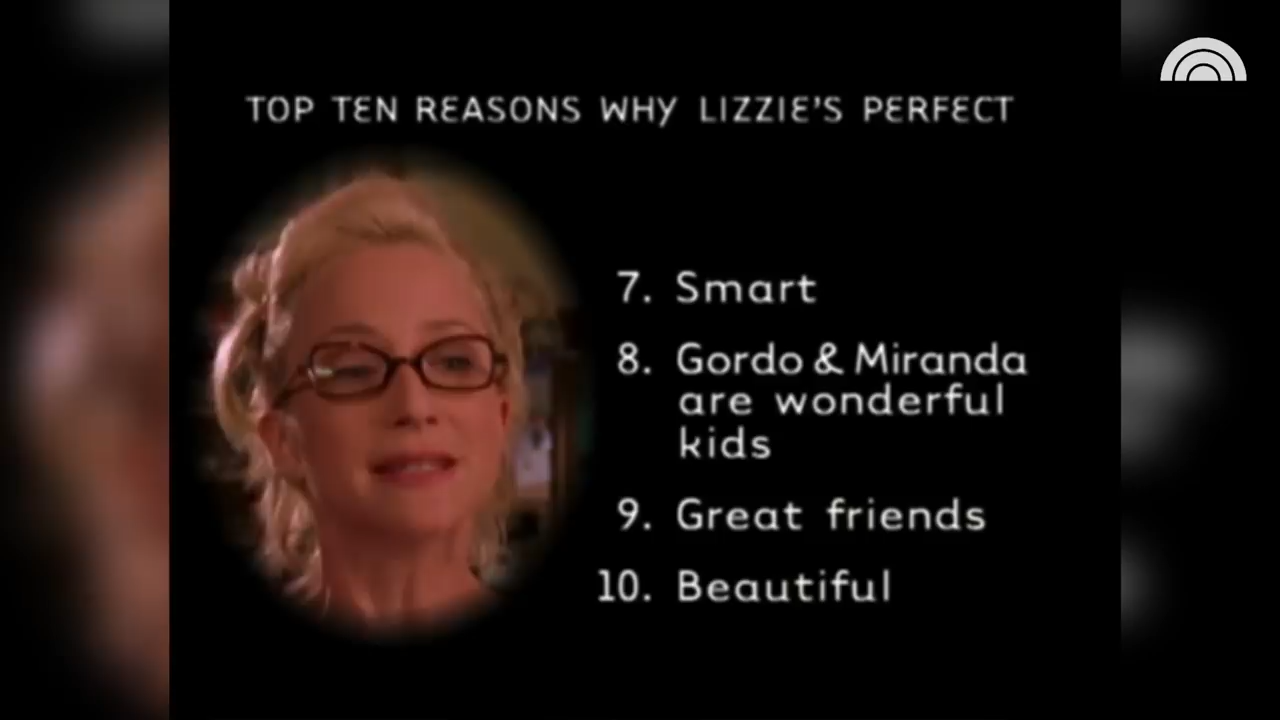 TOP TEN REASONS WHY LIZZIE'S PERFECT
7. Smart
8. Gordo & Miranda
are wonderful
kids
9. Great friends
10. Beautiful